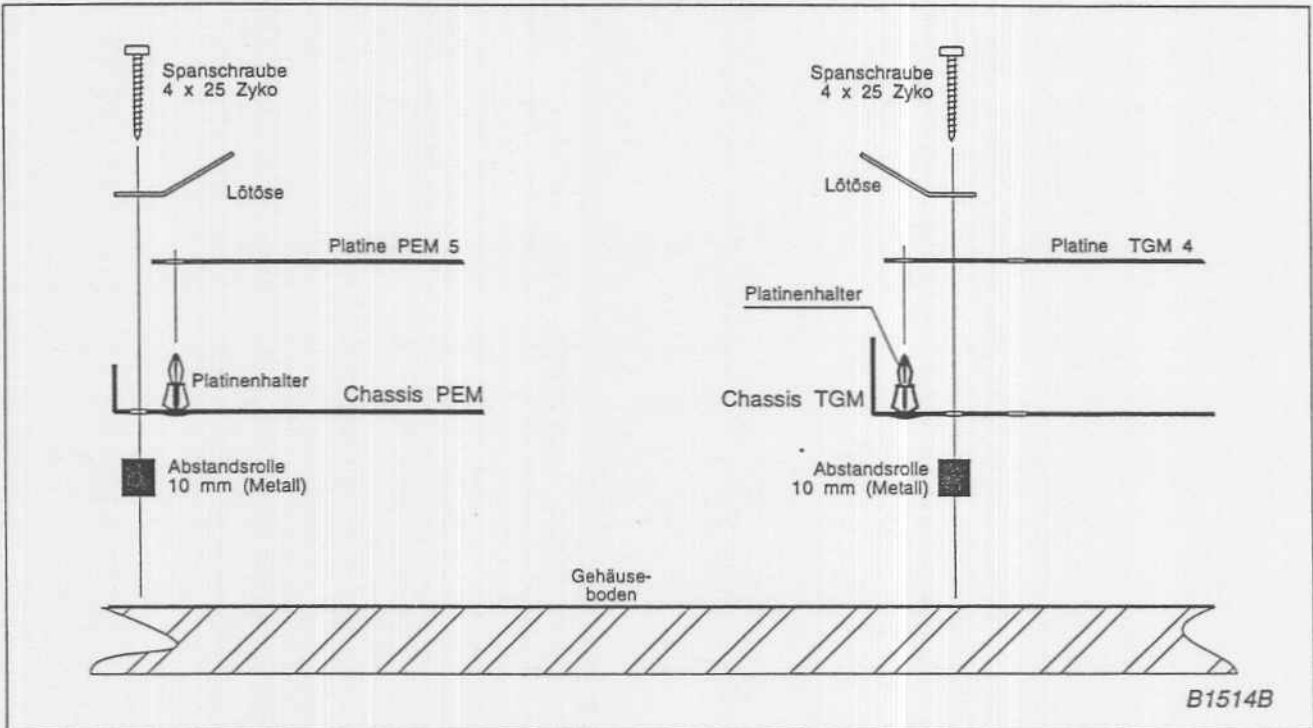 Spanschraube
4 x 25 Zyko
Spanschraube
4 x 25 Zyko
Lötöse
Lötöse
Platine PEM 5
Platine TGM 4
Platinenhalter
Platinenhalter
Chassis PEM
Chassis TGM
Abstandsrolle
10 mm (Metall)
Abstandsrolle
10 mm (Metall)
Gehäuse-
boden
B1514B